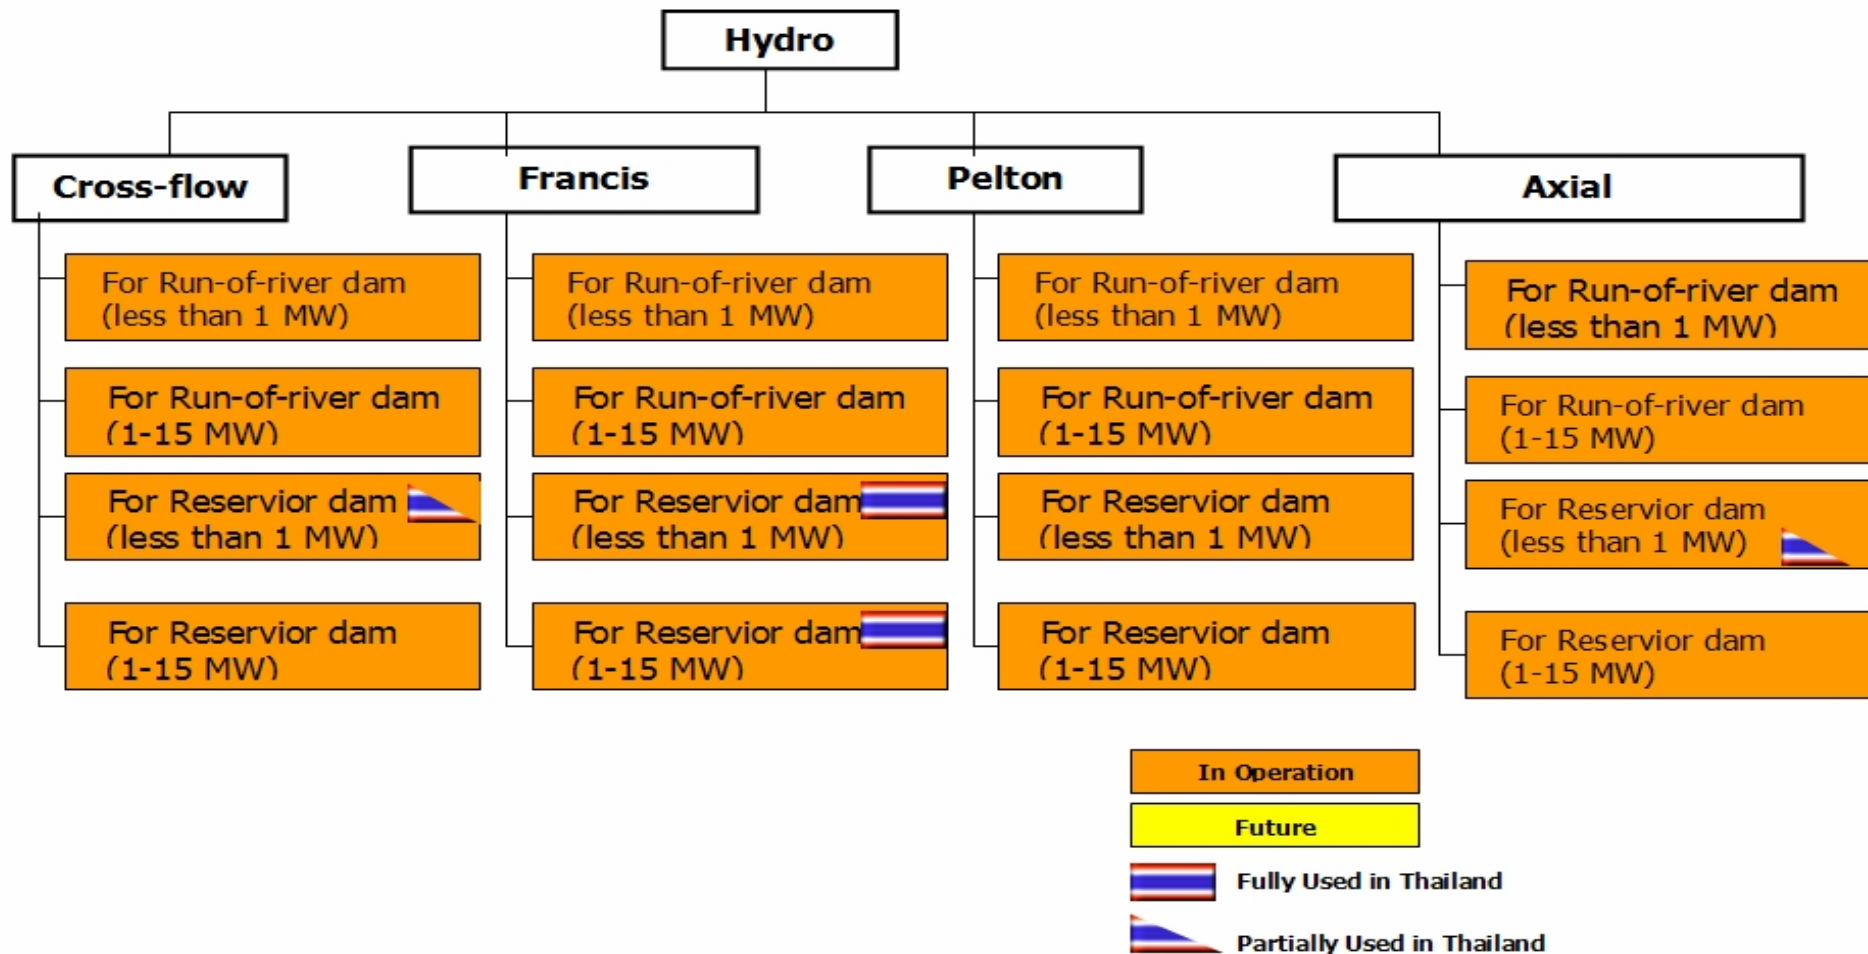 Hydro
Cross-flow
For Run-of-river dam
(less than 1 MW)
For Run-of-river dam
(1-15 MW)
For Reservior dam
(less than 1 MW)
For Reservior dam
(1-15 MW)
Francis
For Run-of-river dam
(less than 1 MW)
For Run-of-river dam
(1-15 MW)
For Reservior dam
(less than 1 MW)
For Reservior dam
(1-15 MW)
Pelton
For Run-of-river dam
(less than 1 MW)
For Run-of-river dam
(1-15 MW)
For Reservior dam
(less than 1 MW)
For Reservior dam
(1-15 MW)
Axial
For Run-of-river dam
(less than 1 MW)
For Run-of-river dam
(1-15 MW)
For Reservior dam
(less than 1 MW)
For Reservior dam
(1-15 MW)
In Operation
Future
Fully Used in Thailand
Partially Used in Thailand